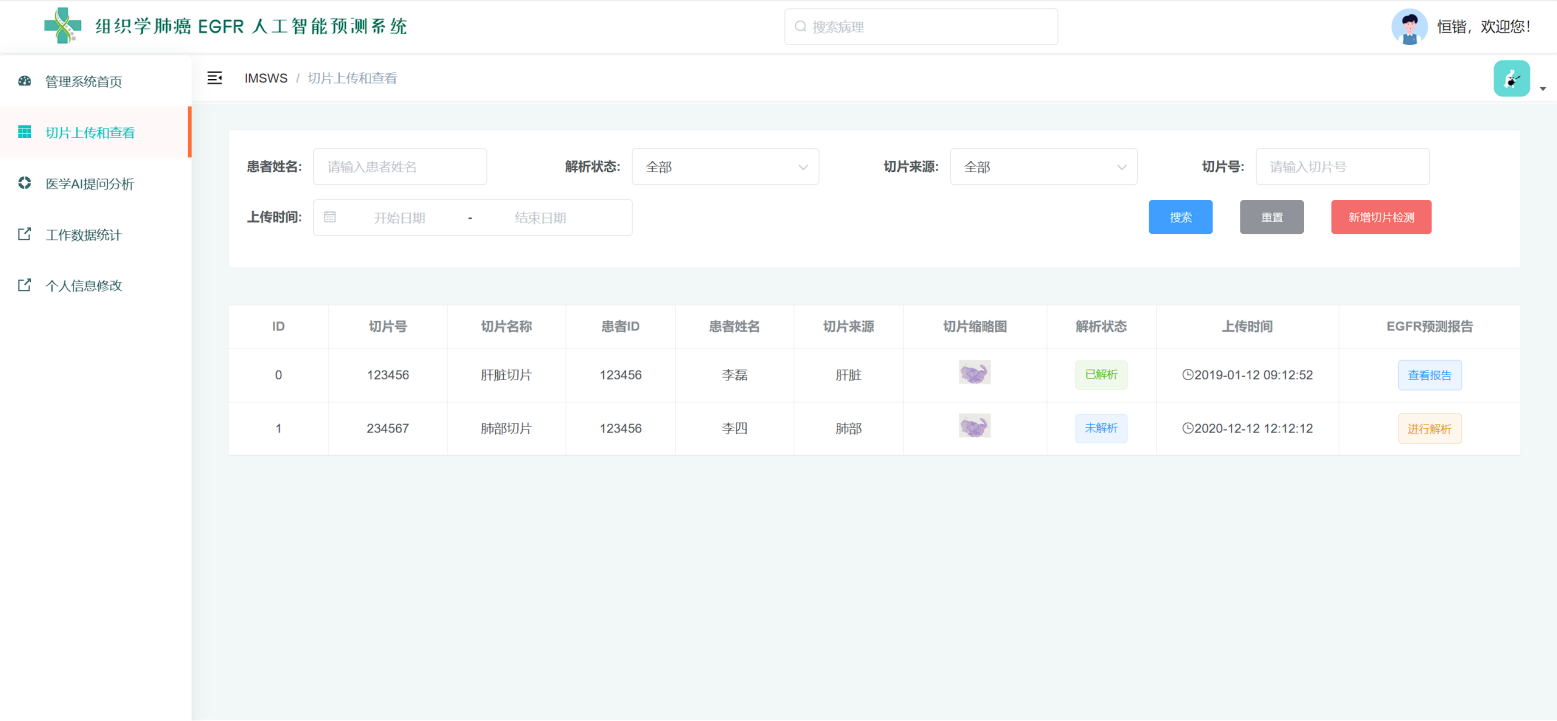 组织学肺癌 EGFR 人工智能预测系统
搜索病理
恒锴，欢迎您！
管理系统首页
切片上传和查看
医学AI提问分析
工作数据统计
个人信息修改
IMSWS / 切片上传和查看
患者姓名: 请输入患者姓名 解析状态: 全部 切片来源: 全部 切片号: 请输入切片号
上传时间: 开始日期 - 结束日期 搜索 重置 新增切片检测
ID 切片号 切片名称 患者ID 患者姓名 切片来源 切片缩略图 解析状态 上传时间 EGFR预测报告
0 123456 肝脏切片 123456 李磊 肝脏 已解析 2019-01-12 09:12:52 查看报告
1 234567 肺部切片 123456 李四 肺部 未解析 2020-12-12 12:12:12 进行解析